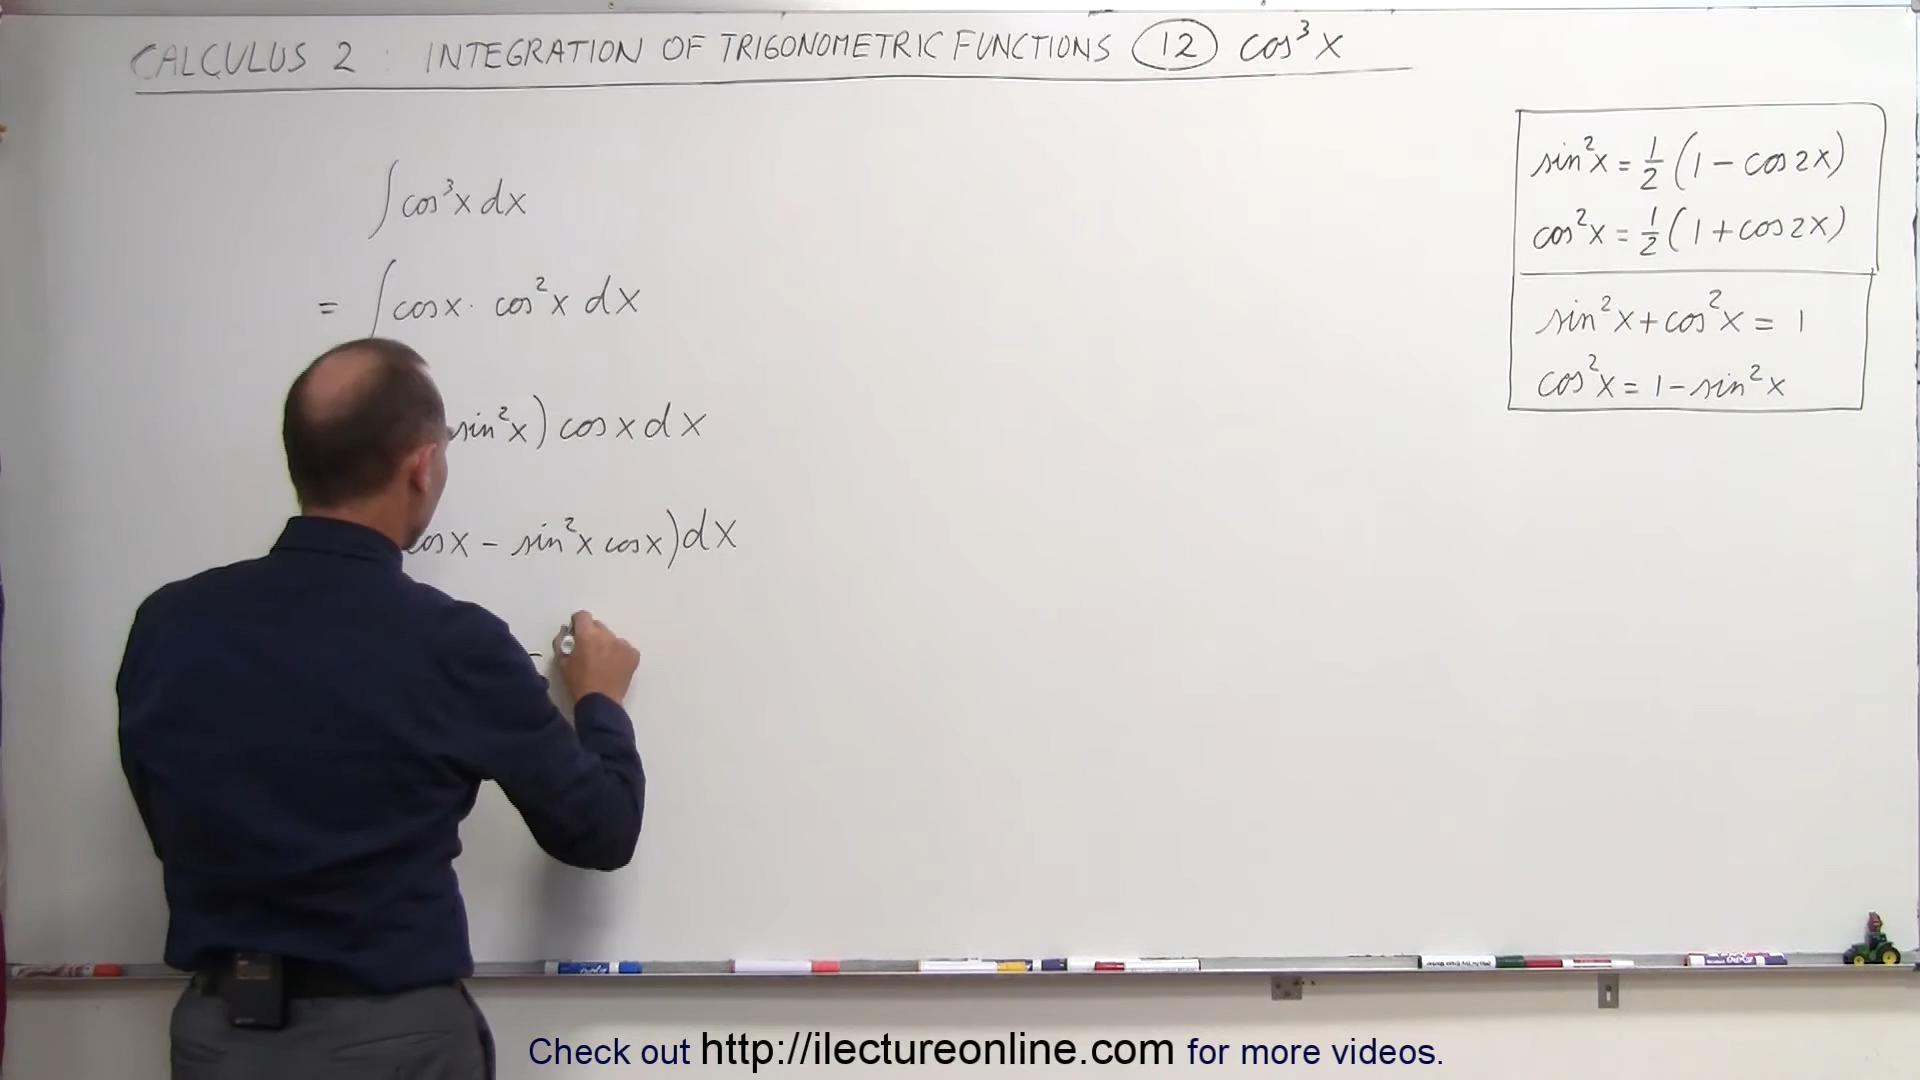 CALCULUS 2 : INTEGRATION OF TRIGONOMETRIC FUNCTIONS 12 cos³x
∫cos³x dx
= ∫cosx · cos²x dx
sin²x) cosx dx
cosx - sin²x cosx)dx
-
sin²x = 1/2 (1 - cos2x)
cos²x = 1/2 (1 + cos2x)
sin²x + cos²x = 1
cos²x = 1 - sin²x
Check out http://ilectureonline.com for more videos.